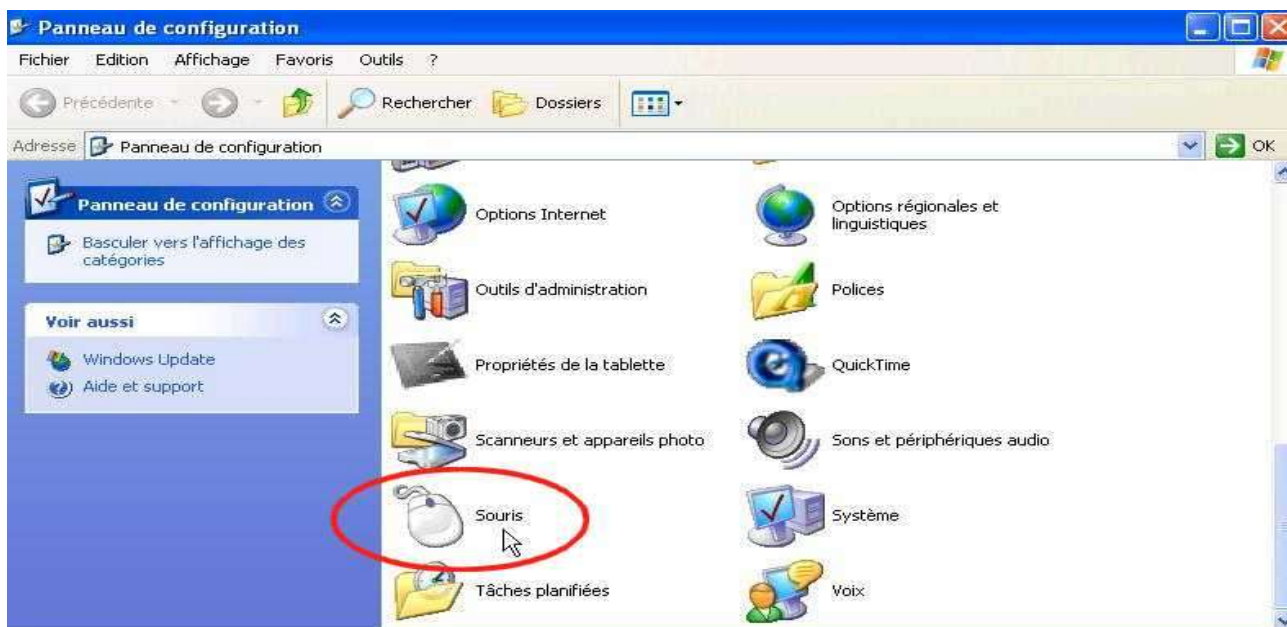 Panneau de configuration
Fichier Edition Affichage Favoris Outils ?
Précédente Rechercher Dossiers
Adresse Panneau de configuration OK
Panneau de configuration
Basculer vers l'affichage des
catégories
Voir aussi
Windows Update
Aide et support
Options Internet
Options régionales et
linguistiques
Outils d'administration
Polices
Propriétés de la tablette
QuickTime
Scanneurs et appareils photo
Sons et périphériques audio
Souris
Système
Tâches planifiées
Voix